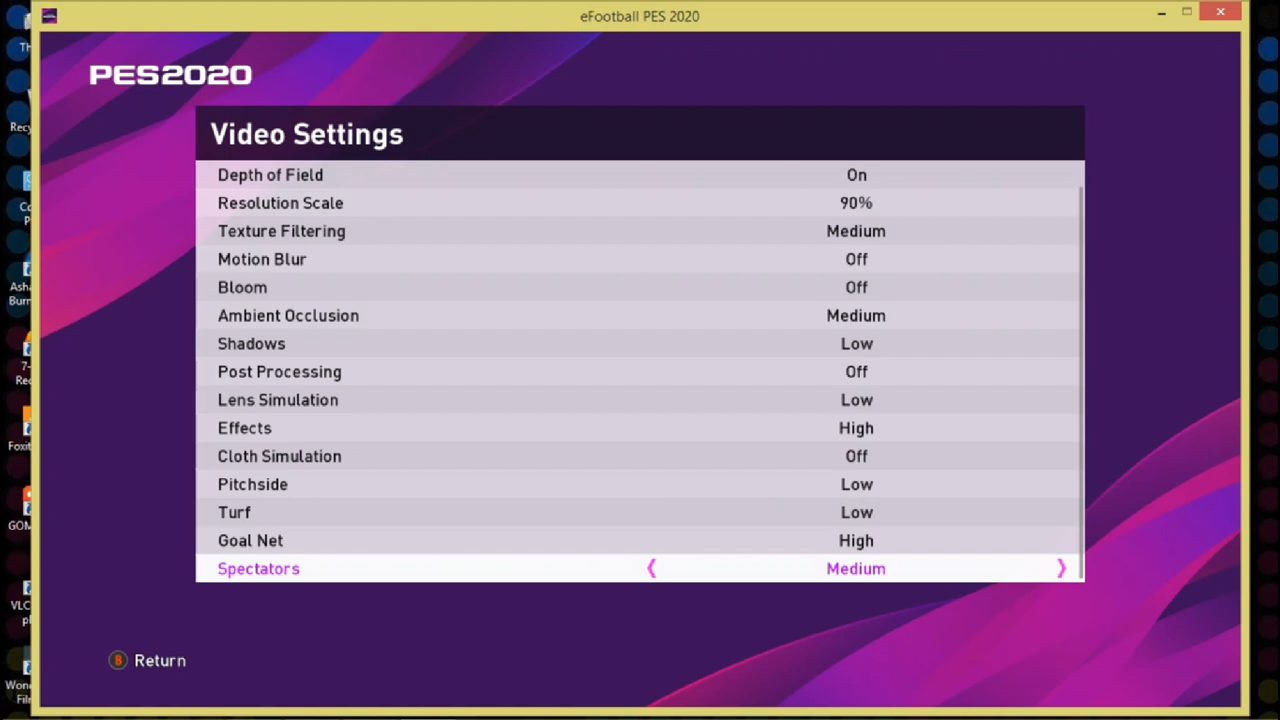 eFootball PES 2020
PES2020
Video Settings
Depth of Field On
Resolution Scale 90%
Texture Filtering Medium
Motion Blur Off
Bloom Off
Ambient Occlusion Medium
Shadows Low
Post Processing Off
Lens Simulation Low
Effects High
Cloth Simulation Off
Pitchside Low
Turf Low
Goal Net High
Spectators Medium
B Return